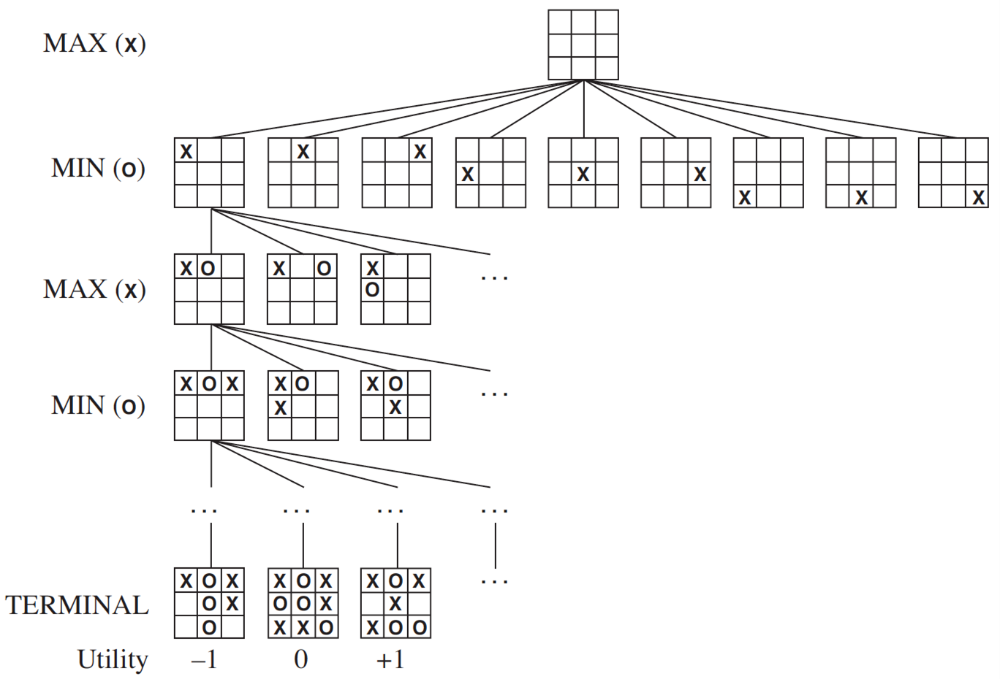 MAX (X)
MIN (O)
X X X X X X X X X
MAX (X)
X O X O X
O
...
MIN (O)
X O X X O X O
X X
...
... ... ... ...
TERMINAL
X O X X O X X O X
O X O O X X
O X X O X O O
...
Utility –1 0 +1